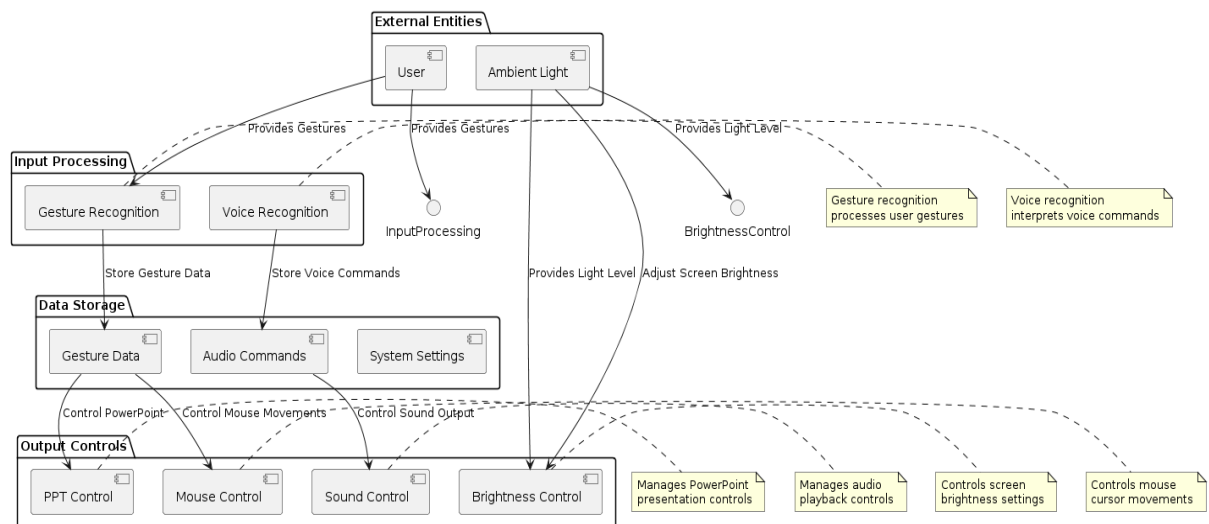 External Entities
User
Ambient Light
Provides Gestures
Provides Gestures
Provides Light Level
Input Processing
Gesture Recognition
Voice Recognition
InputProcessing
BrightnessControl
Gesture recognition
processes user gestures
Voice recognition
interprets voice commands
Store Gesture Data
Store Voice Commands
Provides Light Level
Adjust Screen Brightness
Data Storage
Gesture Data
Audio Commands
System Settings
Control PowerPoint
Control Mouse Movements
Control Sound Output
Output Controls
PPT Control
Mouse Control
Sound Control
Brightness Control
Manages PowerPoint
presentation controls
Manages audio
playback controls
Controls screen
brightness settings
Controls mouse
cursor movements